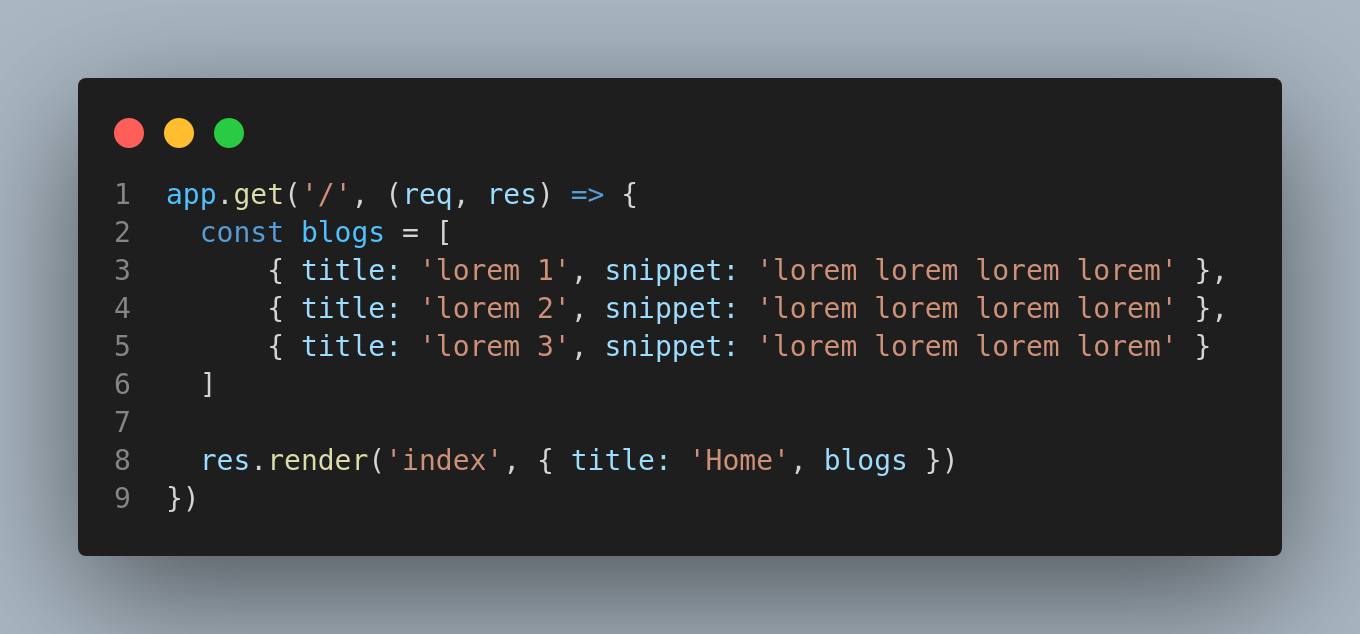 1 app.get('/', (req, res) => {
2   const blogs = [
3       { title: 'lorem 1', snippet: 'lorem lorem lorem lorem' },
4       { title: 'lorem 2', snippet: 'lorem lorem lorem lorem' },
5       { title: 'lorem 3', snippet: 'lorem lorem lorem lorem' }
6   ]
7
8   res.render('index', { title: 'Home', blogs })
9 })